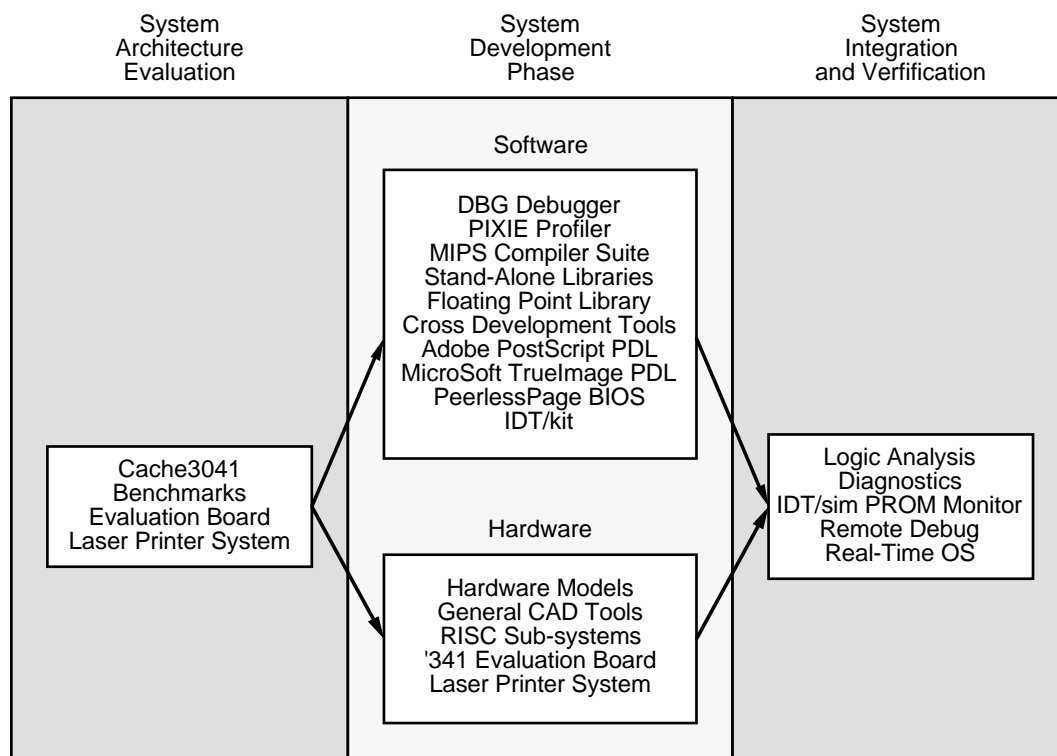 System
Architecture
Evaluation
System
Development
Phase
System
Integration
and Verfification
Software
DBG Debugger
PIXIE Profiler
MIPS Compiler Suite
Stand-Alone Libraries
Floating Point Library
Cross Development Tools
Adobe PostScript PDL
MicroSoft TrueImage PDL
PeerlessPage BIOS
IDT/kit
Cache3041
Benchmarks
Evaluation Board
Laser Printer System
Hardware
Hardware Models
General CAD Tools
RISC Sub-systems
'341 Evaluation Board
Laser Printer System
Logic Analysis
Diagnostics
IDT/sim PROM Monitor
Remote Debug
Real-Time OS